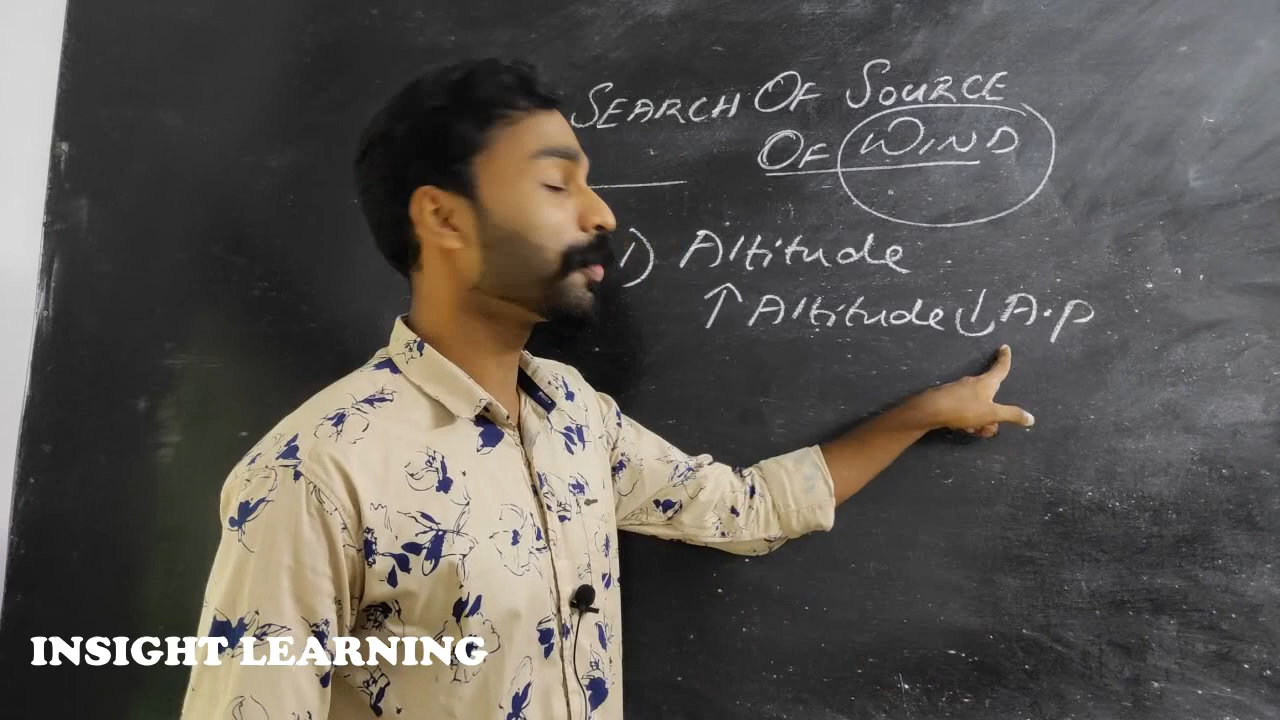 SEARCH OF SOURCE
OF WIND
1) Altitude
↑ Altitude ↓ A.P
INSIGHT LEARNING